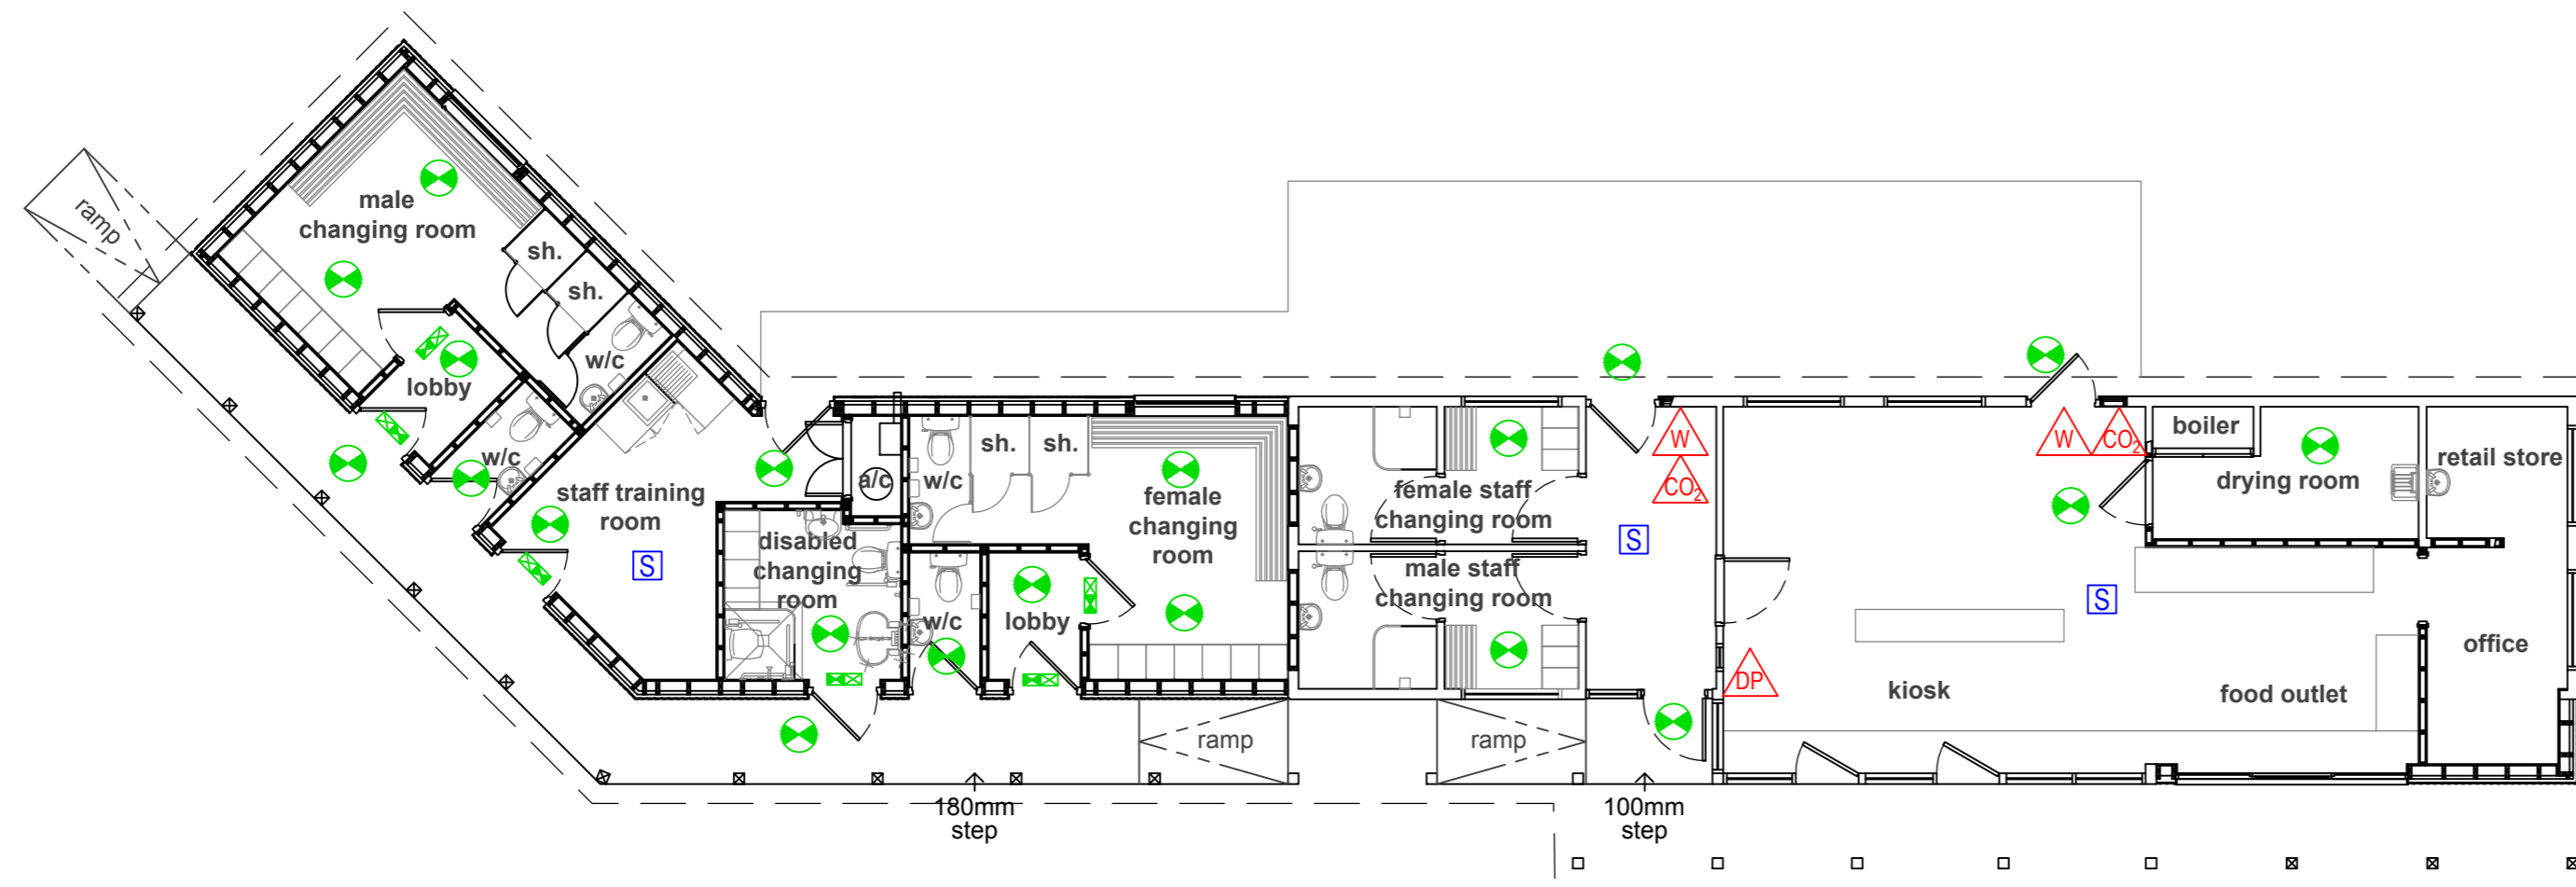 ramp
male
changing room
sh.
sh.
w/c
lobby
w/c
staff training
room
S
a/c
disabled
changing
room
w/c
sh.
sh.
female
changing
room
w/c
lobby
female staff
changing room
male staff
changing room
ramp
ramp
180mm
step
100mm
step
S
W
CO2
DP
W
CO2
boiler
drying room
retail store
S
kiosk
food outlet
office